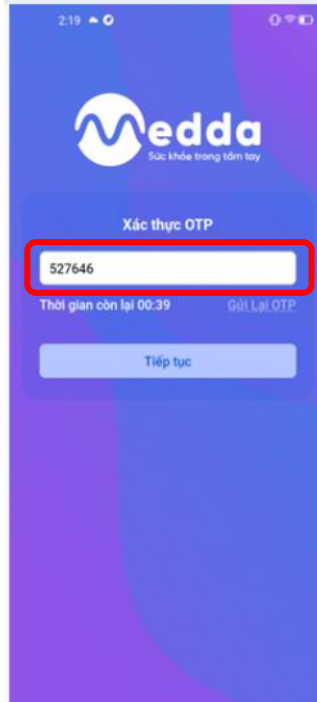 2:19
Medda
Sức khỏe trong tầm tay
Xác thực OTP
527646
Thời gian còn lại 00:39 Gửi Lại OTP
Tiếp tục